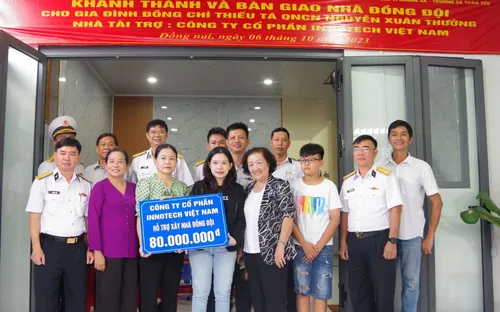 KHÁNH THÀNH VÀ BÀN GIAO NHÀ ĐỒNG ĐỘI
CHO GIA ĐÌNH ĐỒNG CHÍ THIẾU TÁ QNCN NGUYỄN XUÂN THƯỞNG
NHÀ TÀI TRỢ: CÔNG TY CỔ PHẦN INNOTECH VIỆT NAM
Đồng nai, ngày 06 tháng 10 năm 2023
CÔNG TY CỔ PHẦN
INNOTECH VIỆT NAM
HỖ TRỢ XÂY NHÀ ĐỒNG ĐỘI
80.000.000đ